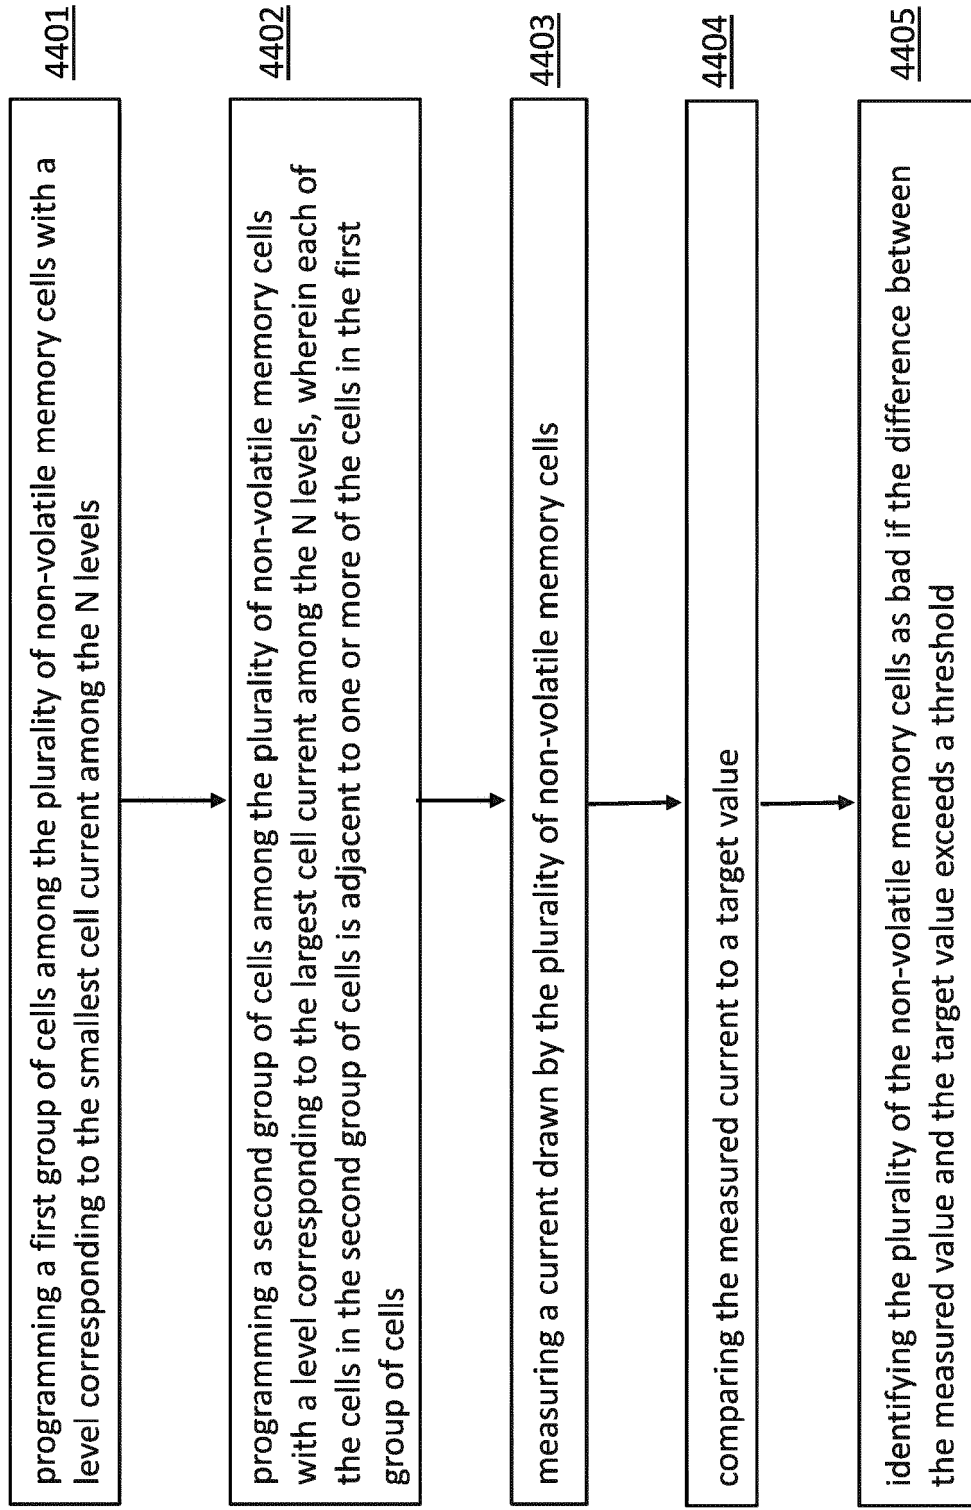 programming a first group of cells among the plurality of non-volatile memory cells with a
level corresponding to the smallest cell current among the N levels
4401
programming a second group of cells among the plurality of non-volatile memory cells
with a level corresponding to the largest cell current among the N levels, wherein each of
the cells in the second group of cells is adjacent to one or more of the cells in the first
group of cells
4402
measuring a current drawn by the plurality of non-volatile memory cells
4403
comparing the measured current to a target value
4404
identifying the plurality of the non-volatile memory cells as bad if the difference between
the measured value and the target value exceeds a threshold
4405